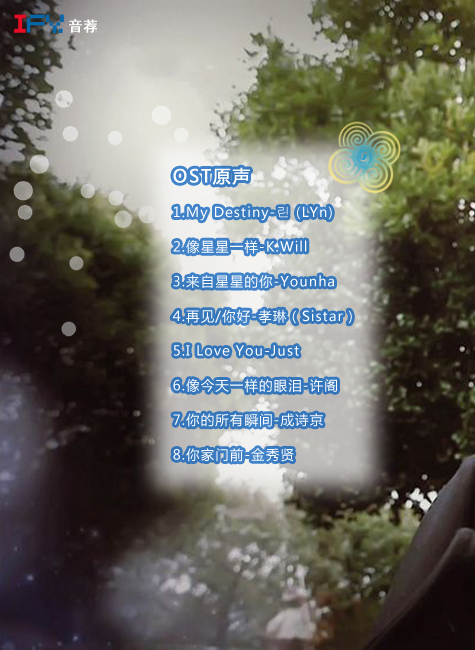 IFY 音荐
OST原声
1.My Destiny-린 (LYn)
2.像星星一样-K.Will
3.来自星星的你-Younha
4.再见/你好-孝琳 ( Sistar )
5.I Love You-Just
6.像今天一样的眼泪-许阁
7.你的所有瞬间-成诗京
8.你家门前-金秀贤